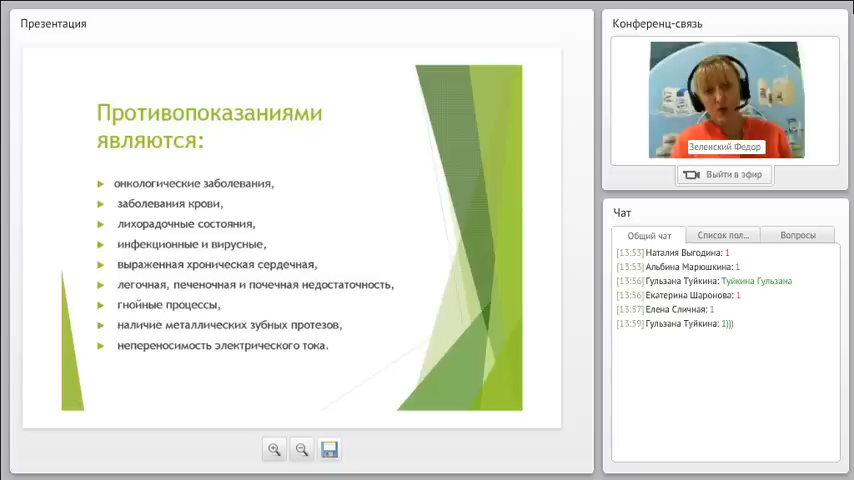 Презентация
Противопоказаниями
являются:
онкологические заболевания,
заболевания крови,
лихорадочные состояния,
инфекционные и вирусные,
выраженная хроническая сердечная,
легочная, печеночная и почечная недостаточность,
гнойные процессы,
наличие металлических зубных протезов,
непереносимость электрического тока.
Конференц-связь
Зеленский Федор
Выйти в эфир
Чат
Общий чат
Список пол...
Вопросы
[13:53] Наталия Выгодина: 1
[13:53] Альбина Марюшкина: 1
[13:56] Гульзана Туйкина: Туйкина Гульзана
[13:56] Екатерина Шаронова: 1
[13:57] Елена Сличная: 1
[13:59] Гульзана Туйкина: 1)))